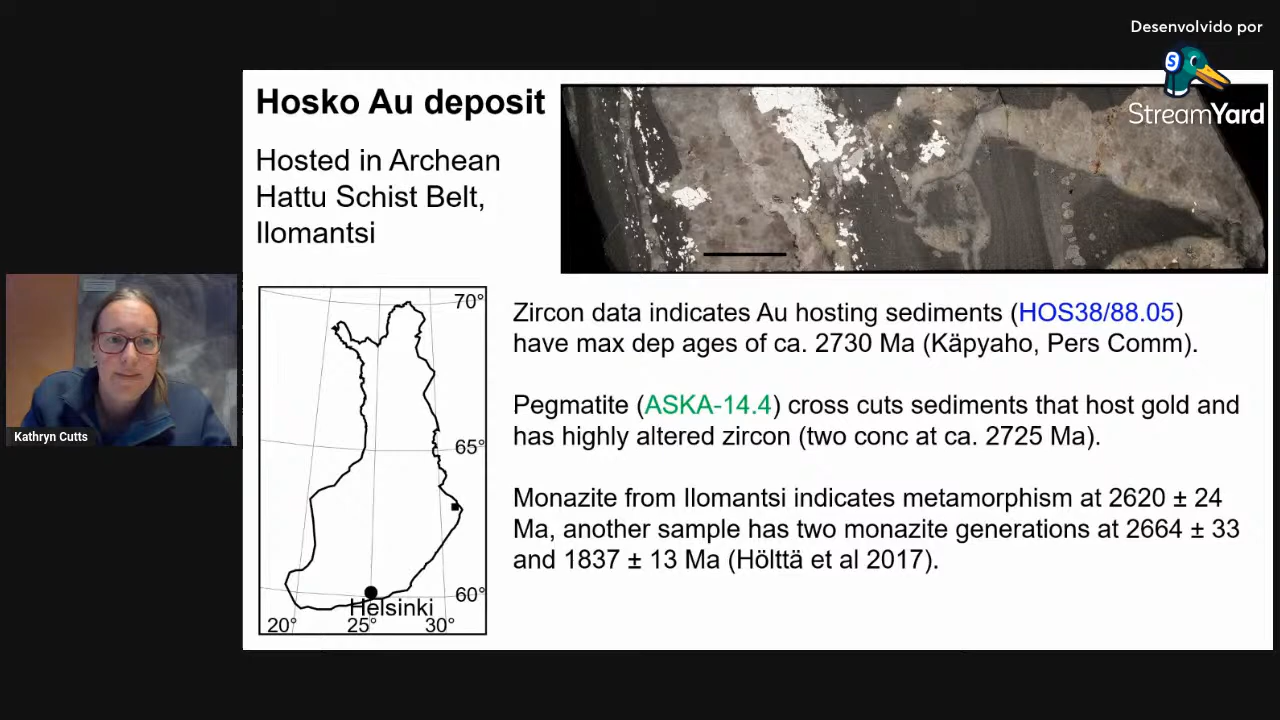 Desenvolvido por
StreamYard
Hosko Au deposit
Hosted in Archean
Hattu Schist Belt,
Ilomantsi
70°
65°
60°
Helsinki
20°
25°
30°
Zircon data indicates Au hosting sediments (HOS38/88.05)
have max dep ages of ca. 2730 Ma (Käpyaho, Pers Comm).
Pegmatite (ASKA-14.4) cross cuts sediments that host gold and
has highly altered zircon (two conc at ca. 2725 Ma).
Monazite from Ilomantsi indicates metamorphism at 2620 ± 24
Ma, another sample has two monazite generations at 2664 ± 33
and 1837 ± 13 Ma (Hölttä et al 2017).
Kathryn Cutts